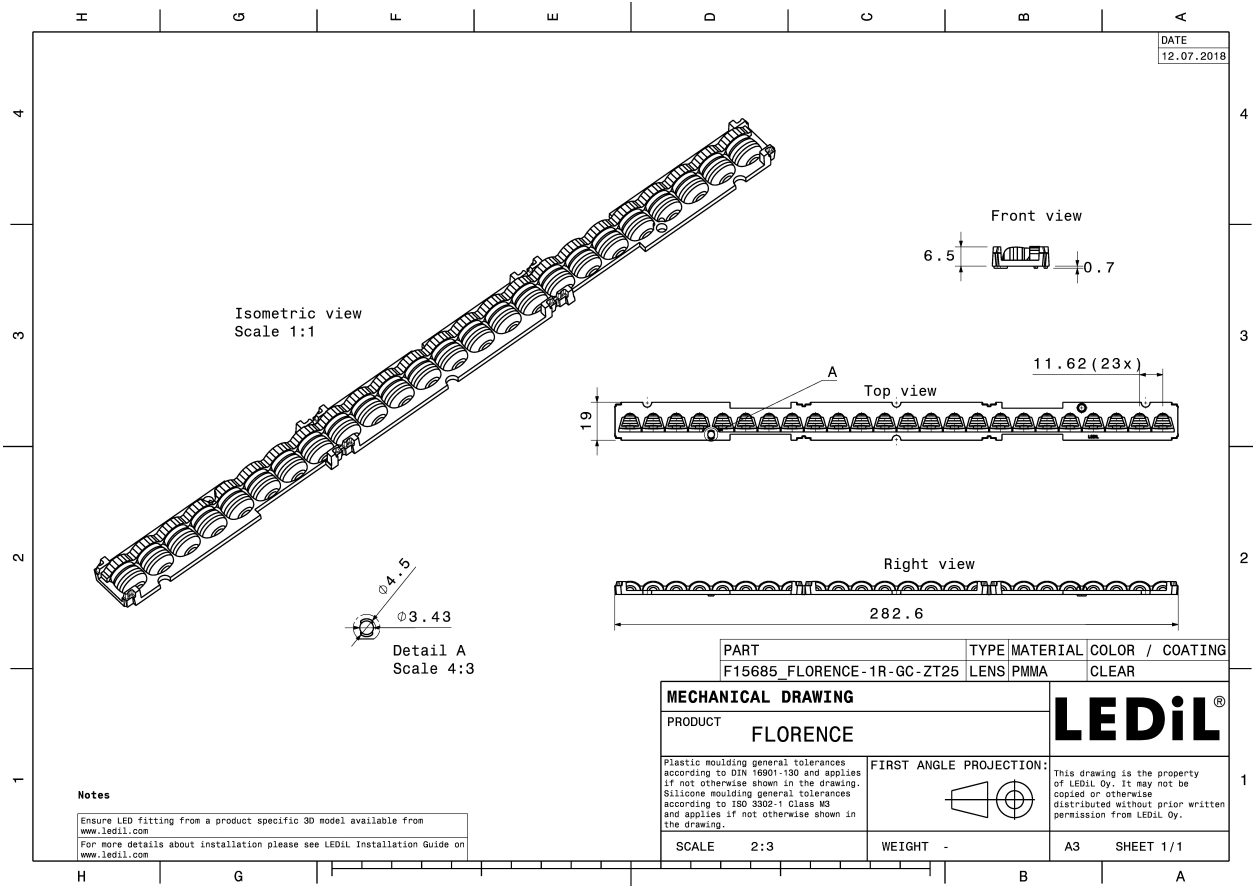 H G F E D C B A
DATE
12.07.2018
4 4
Front view
6.5
0.7
Isometric view
Scale 1:1
3 3
11.62(23x)
A
Top view
19
LEDiL
2 2
Right view
282.6
Ø4.5
Ø3.43
Detail A
Scale 4:3
PART TYPE MATERIAL COLOR / COATING
F15685_FLORENCE-1R-GC-ZT25 LENS PMMA CLEAR
MECHANICAL DRAWING
PRODUCT
FLORENCE
LEDiL®
Plastic moulding general tolerances
according to DIN 16901-130 and applies
if not otherwise shown in the drawing.
Silicone moulding general tolerances
according to ISO 3302-1 Class M3
and applies if not otherwise shown in
the drawing.
FIRST ANGLE PROJECTION:
This drawing is the property
of LEDiL Oy. It may not be
copied or otherwise
distributed without prior written
permission from LEDiL Oy.
1 1
Notes
Ensure LED fitting from a product specific 3D model available from
www.ledil.com
For more details about installation please see LEDiL Installation Guide on
www.ledil.com
SCALE 2:3 WEIGHT - A3 SHEET 1/1
H G B A